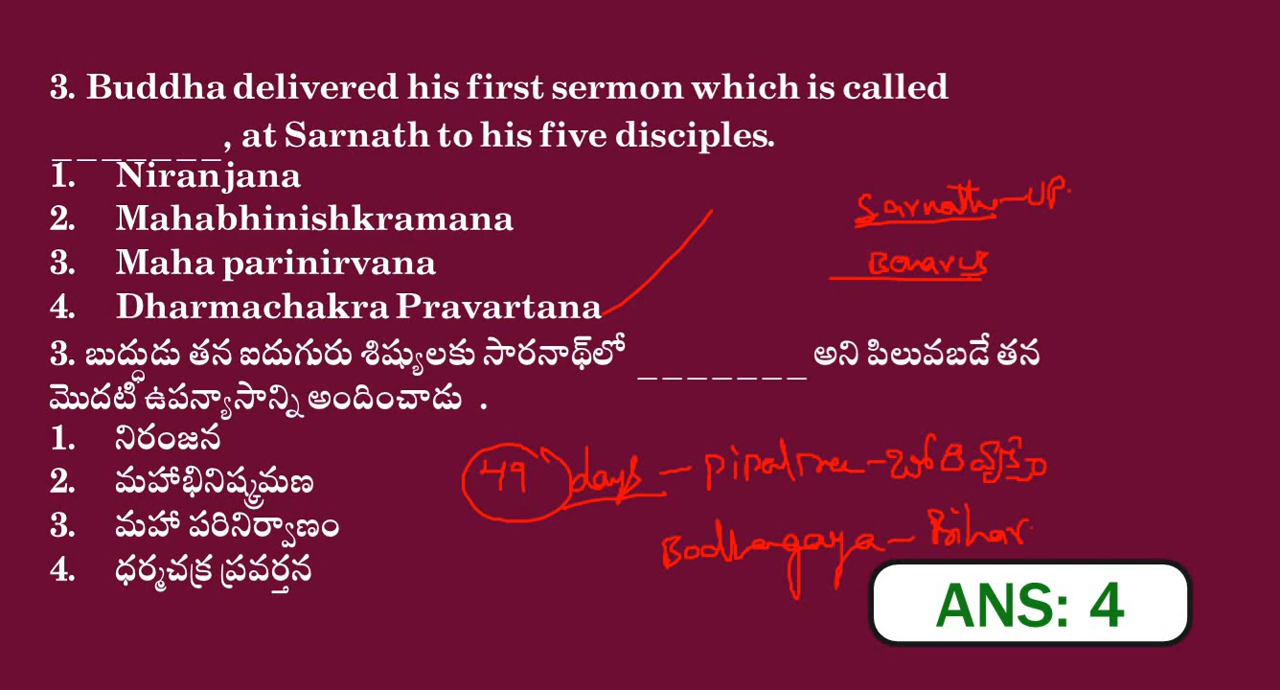 3. Buddha delivered his first sermon which is called
_______, at Sarnath to his five disciples.
1. Niranjana
2. Mahabhinishkramana
3. Maha parinirvana
4. Dharmachakra Pravartana
Sarnath - UP.
3. బుద్ధుడు తన ఐదుగురు శిష్యులకు సారనాథ్‌లో _______ అని పిలువబడే తన
మొదటి ఉపన్యాసాన్ని అందించాడు .
1. నిరంజన
2. మహాభినిష్క్రమణ
3. మహా పరినిర్వాణం
4. ధర్మచక్ర ప్రవర్తన
49 days - pipal Tree -
Bodhagaya - Bihar
ANS: 4